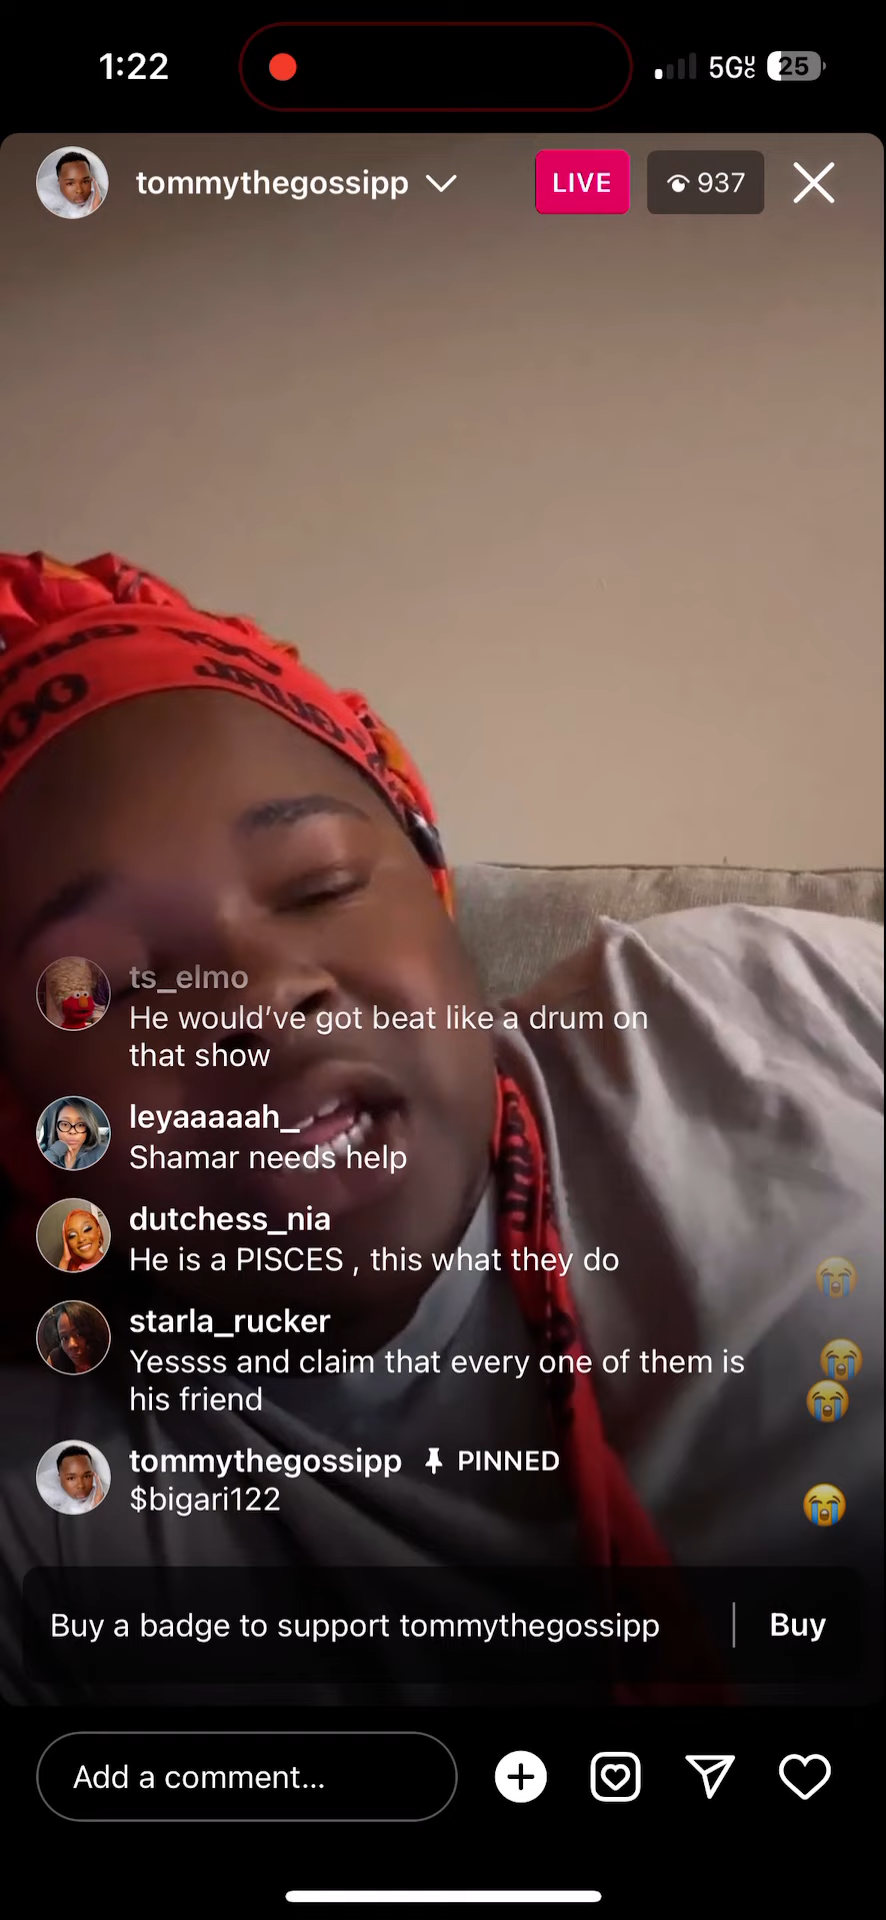 1:22
5GUC
25
tommythegossipp
LIVE
937
ts_elmo
He would’ve got beat like a drum on
that show
leyaaaaah_
Shamar needs help
dutchess_nia
He is a PISCES , this what they do
starla_rucker
Yessss and claim that every one of them is
his friend
tommythegossipp PINNED
$bigari122
Buy a badge to support tommythegossipp
Buy
Add a comment...